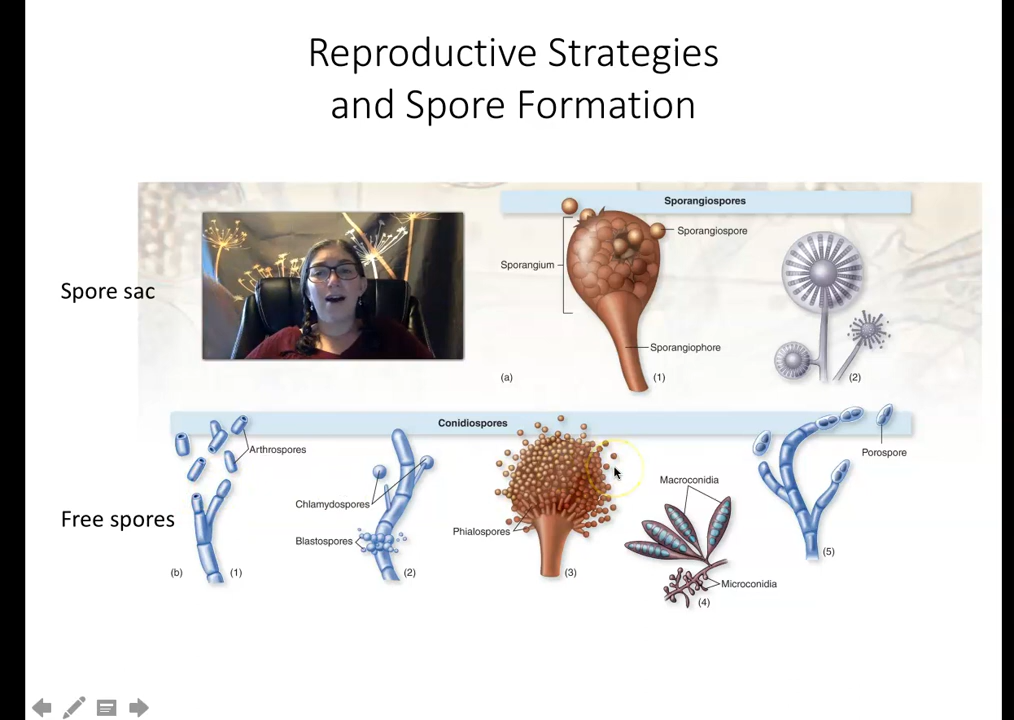 Reproductive Strategies
and Spore Formation
Sporangiospores
Sporangiospore
Sporangium
Spore sac
Sporangiophore
(a)
(1)
(2)
Conidiospores
Arthrospores
Porospore
Macroconidia
Chlamydospores
Free spores
Phialospores
Blastospores
(5)
(b)
(1)
(2)
(3)
Microconidia
(4)